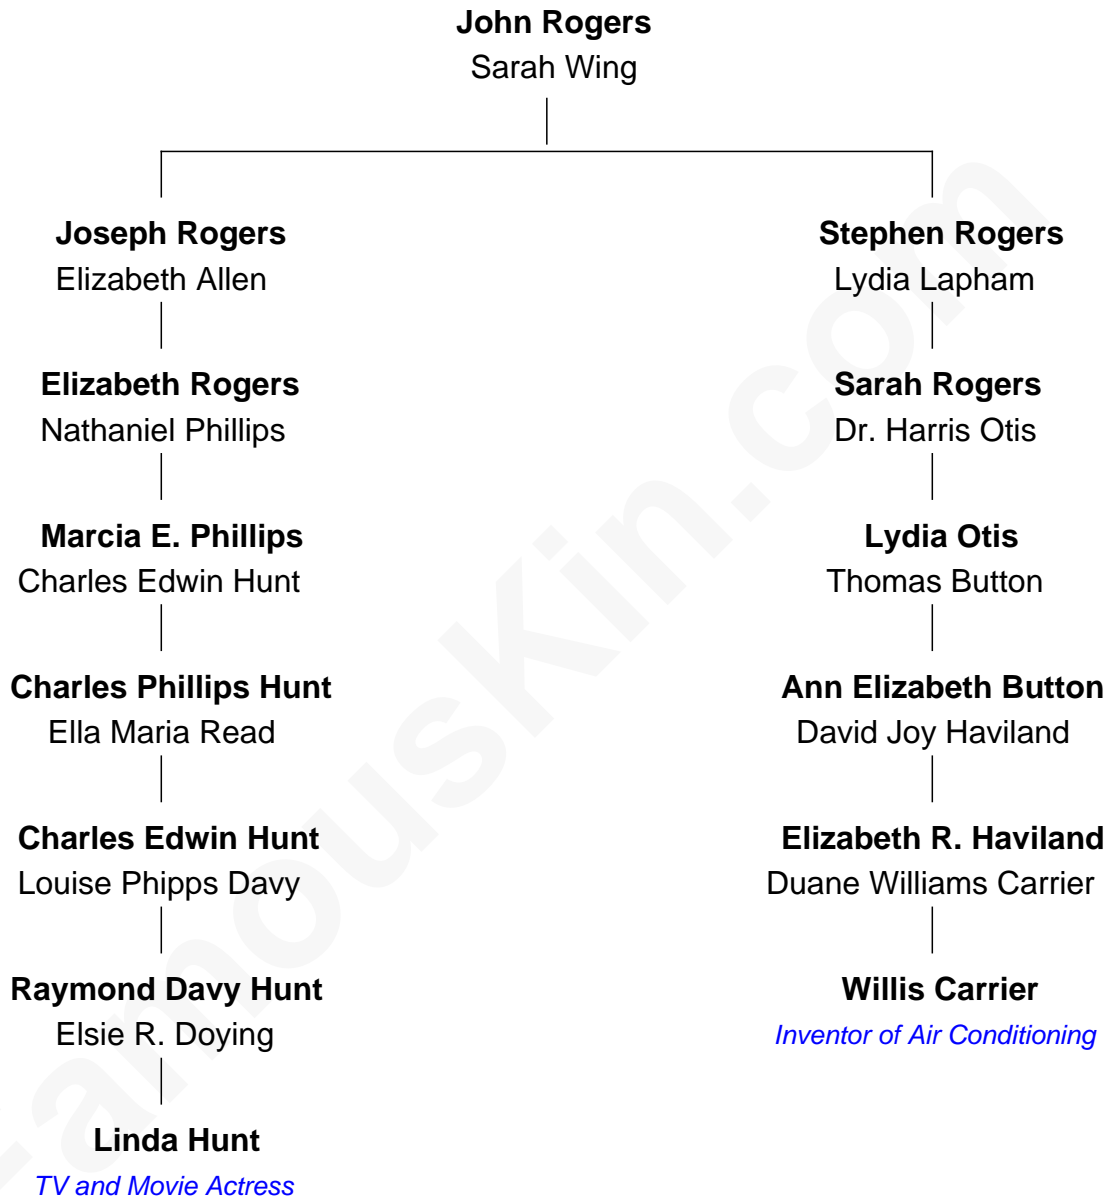 John Rogers
Sarah Wing
Joseph Rogers
Elizabeth Allen
Stephen Rogers
Lydia Lapham
Elizabeth Rogers
Nathaniel Phillips
Sarah Rogers
Dr. Harris Otis
Marcia E. Phillips
Charles Edwin Hunt
Lydia Otis
Thomas Button
Charles Phillips Hunt
Ella Maria Read
Ann Elizabeth Button
David Joy Haviland
Charles Edwin Hunt
Louise Phipps Davy
Elizabeth R. Haviland
Duane Williams Carrier
Raymond Davy Hunt
Elsie R. Doying
Willis Carrier
Inventor of Air Conditioning
Linda Hunt
TV and Movie Actress
FamousKin.com